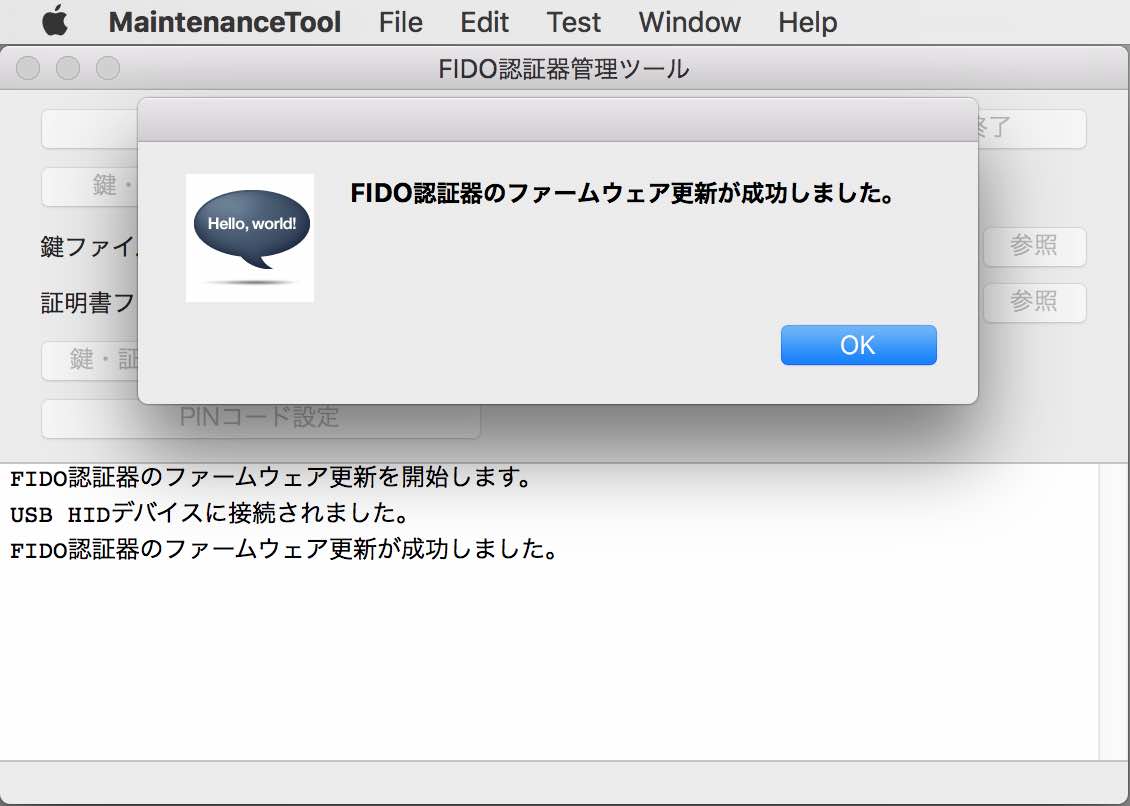 MaintenanceTool File Edit Test Window Help
FIDO認証器管理ツール
終了
FIDO認証器のファームウェア更新が成功しました。
Hello, world!
鍵・
鍵ファイ
参照
証明書フ
参照
OK
鍵・証
PINコード設定
FIDO認証器のファームウェア更新を開始します。
USB HIDデバイスに接続されました。
FIDO認証器のファームウェア更新が成功しました。